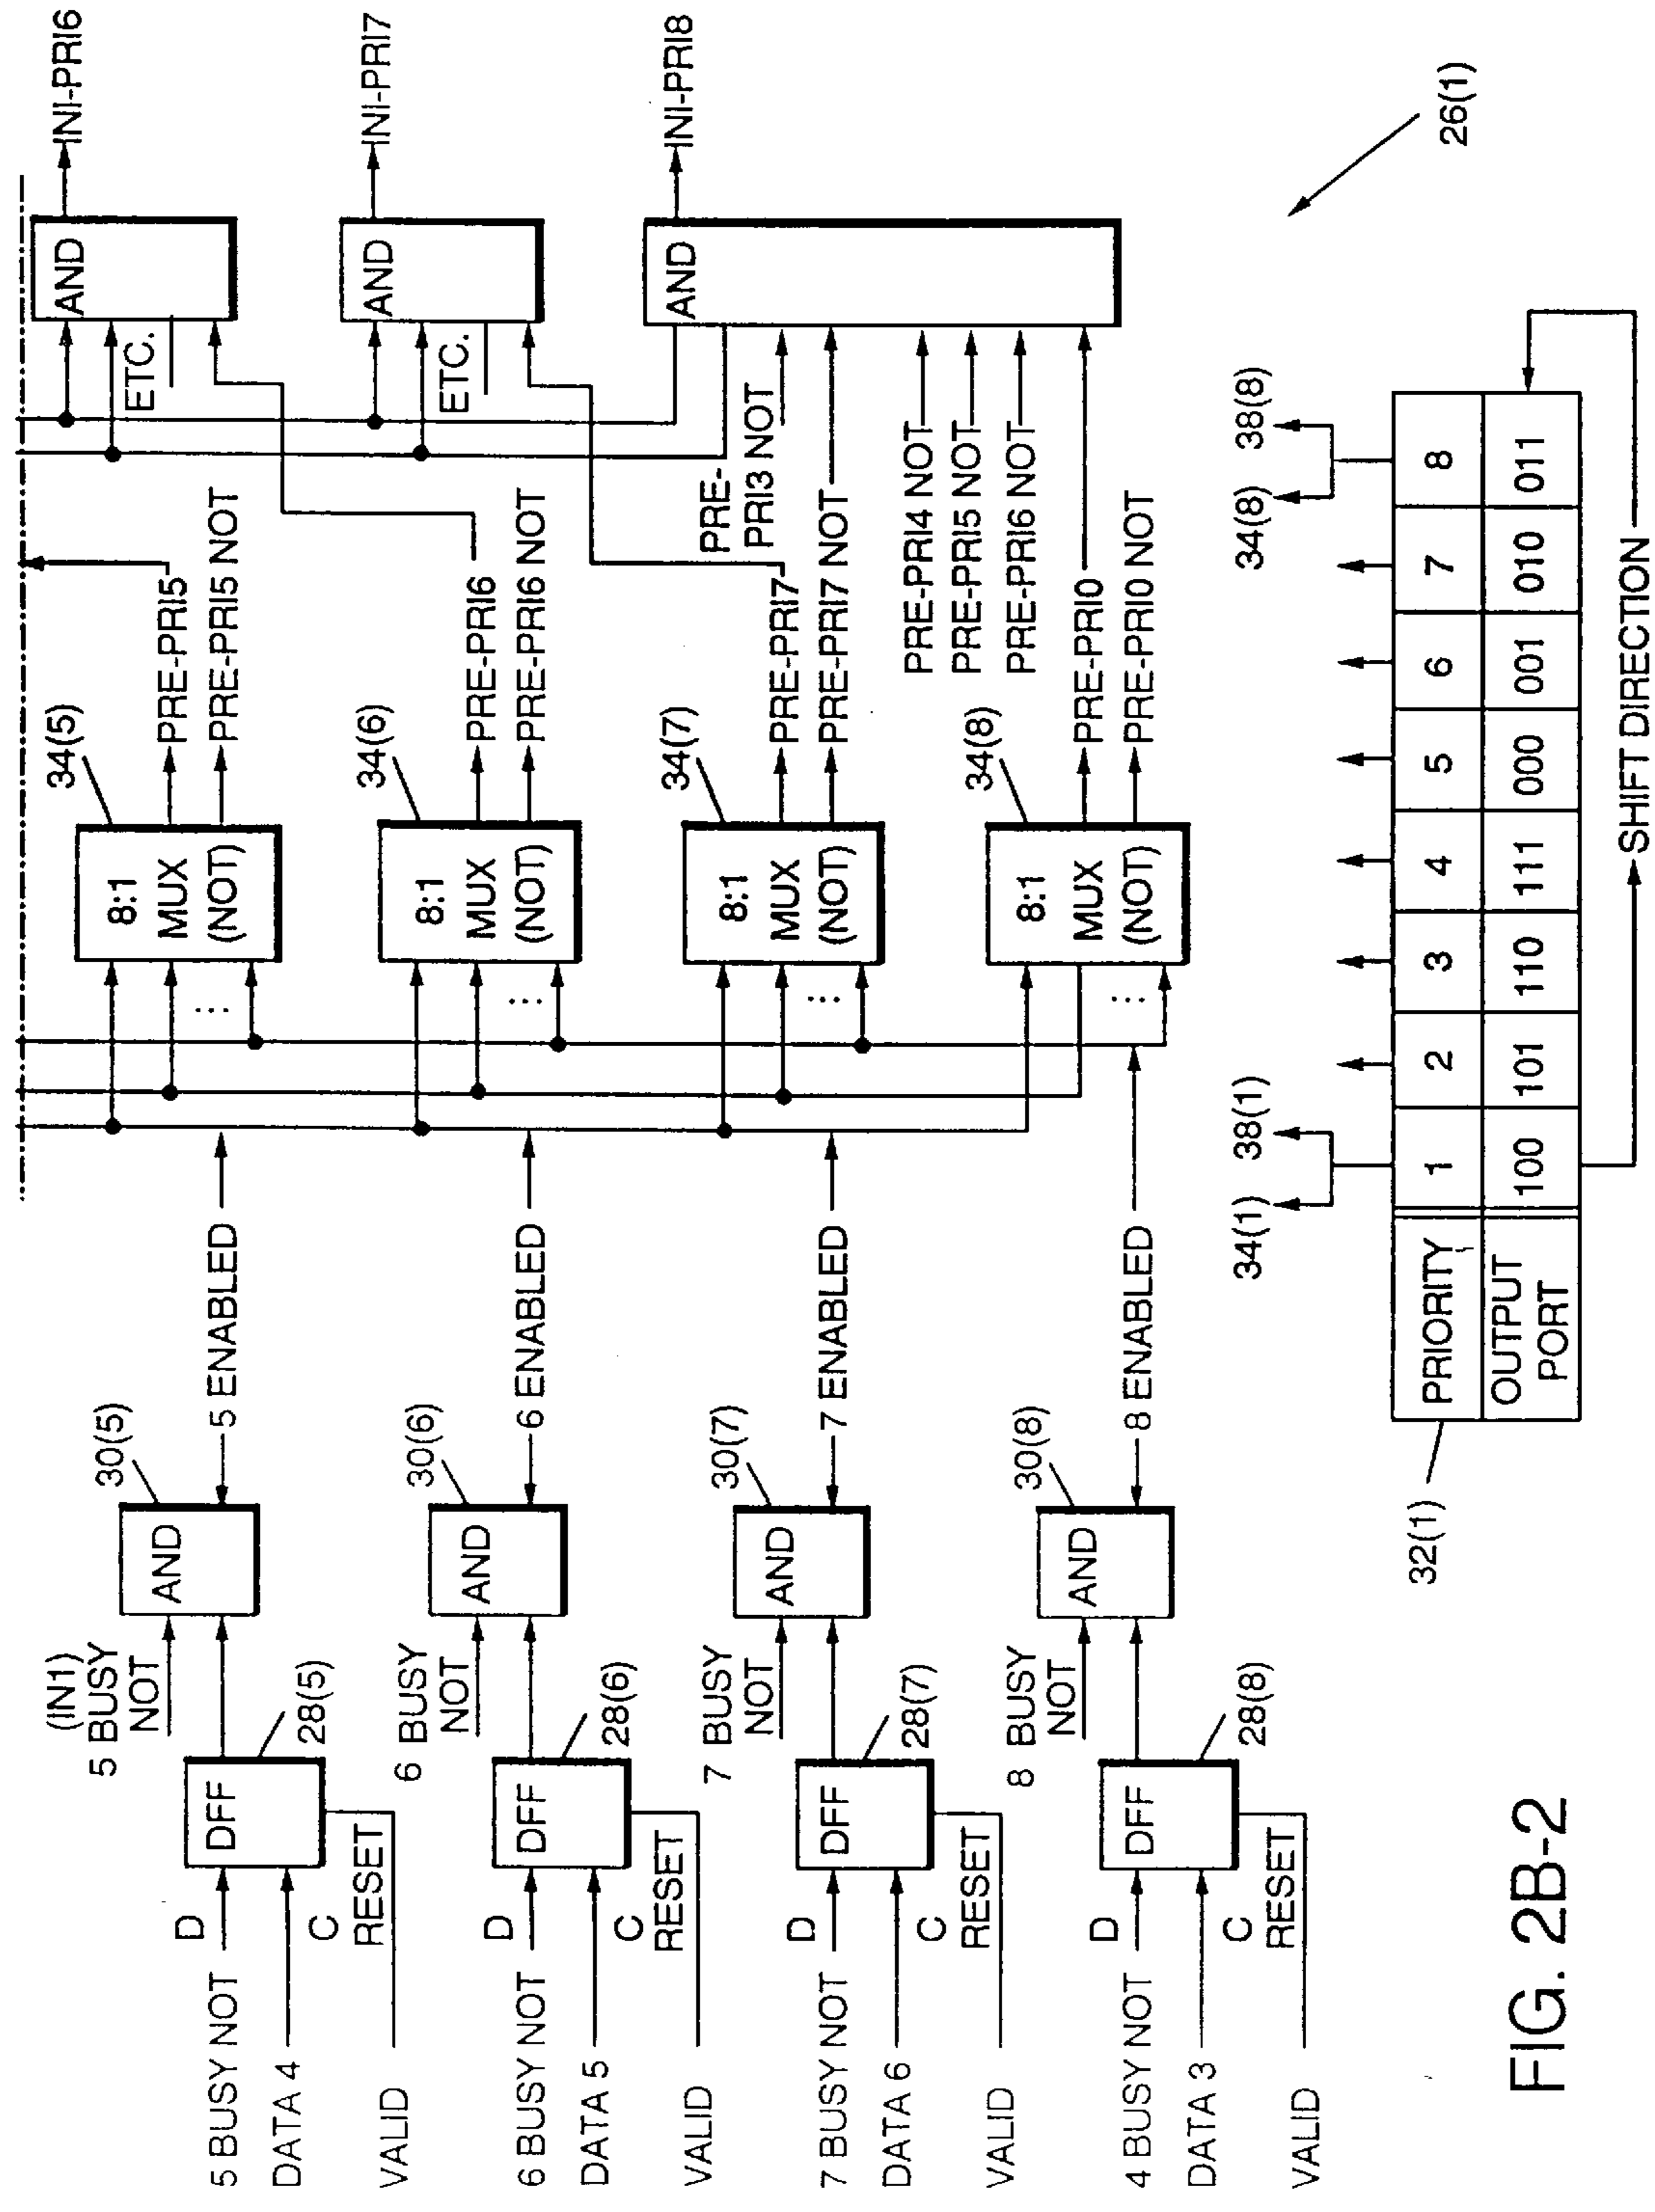 5 BUSY NOT
D
DATA 4
C
RESET
VALID
DFF
28(5)
(IN1)
5 BUSY
NOT
AND
30(5)
5 ENABLED
8:1
MUX
(NOT)
...
34(5)
PRE-PRI5
PRE-PRI5 NOT
AND
ETC.
INI-PRI6
6 BUSY NOT
D
DATA 5
C
RESET
VALID
DFF
28(6)
6 BUSY
NOT
AND
30(6)
6 ENABLED
8:1
MUX
(NOT)
...
34(6)
PRE-PRI6
PRE-PRI6 NOT
AND
ETC.
INI-PRI7
7 BUSY NOT
D
DATA 6
C
RESET
VALID
DFF
28(7)
7 BUSY
NOT
AND
30(7)
7 ENABLED
8:1
MUX
(NOT)
...
34(7)
PRE-PRI7
PRE-PRI7 NOT
PRE-
PRI3 NOT
PRE-PRI4 NOT
PRE-PRI5 NOT
PRE-PRI6 NOT
AND
INI-PRI8
4 BUSY NOT
D
DATA 3
C
RESET
VALID
DFF
28(8)
8 BUSY
NOT
AND
30(8)
8 ENABLED
8:1
MUX
(NOT)
...
34(8)
PRE-PRI0
PRE-PRI0 NOT
26(1)
34(1) 38(1)
34(8) 38(8)
32(1)
PRIORITY 1 2 3 4 5 6 7 8
OUTPUT
PORT
100 101 110 111 000 001 010 011
SHIFT DIRECTION
FIG. 2B-2